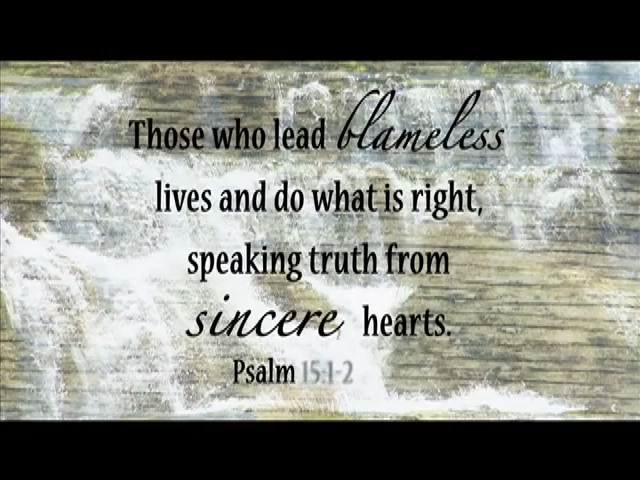 Those who lead blameless
lives and do what is right,
speaking truth from
sincere hearts.
Psalm 15:1-2